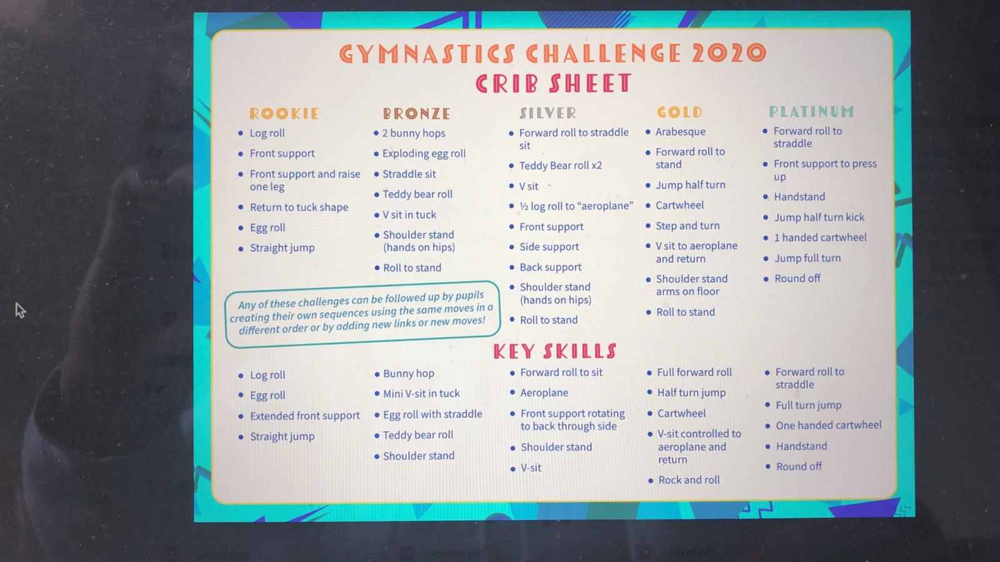 GYMNASTICS CHALLENGE 2020
CRIB SHEET
ROOKIE
• Log roll
• Front support
• Front support and raise
one leg
• Return to tuck shape
• Egg roll
• Straight jump
BRONZE
• 2 bunny hops
• Exploding egg roll
• Straddle sit
• Teddy bear roll
• V sit in tuck
• Shoulder stand
(hands on hips)
• Roll to stand
SILVER
• Forward roll to straddle
sit
• Teddy Bear roll x2
• V sit
• ½ log roll to “aeroplane”
• Front support
• Side support
• Back support
• Shoulder stand
(hands on hips)
• Roll to stand
GOLD
• Arabesque
• Forward roll to
stand
• Jump half turn
• Cartwheel
• Step and turn
• V sit to aeroplane
and return
• Shoulder stand
arms on floor
• Roll to stand
PLATINUM
• Forward roll to
straddle
• Front support to press
up
• Handstand
• Jump half turn kick
• 1 handed cartwheel
• Jump full turn
• Round off
Any of these challenges can be followed up by pupils
creating their own sequences using the same moves in a
different order or by adding new links or new moves!
KEY SKILLS
• Log roll
• Egg roll
• Extended front support
• Straight jump
• Bunny hop
• Mini V-sit in tuck
• Egg roll with straddle
• Teddy bear roll
• Shoulder stand
• Forward roll to sit
• Aeroplane
• Front support rotating
to back through side
• Shoulder stand
• V-sit
• Full forward roll
• Half turn jump
• Cartwheel
• V-sit controlled to
aeroplane and
return
• Rock and roll
• Forward roll to
straddle
• Full turn jump
• One handed cartwheel
• Handstand
• Round off
rookie.pdf
silver.pdf